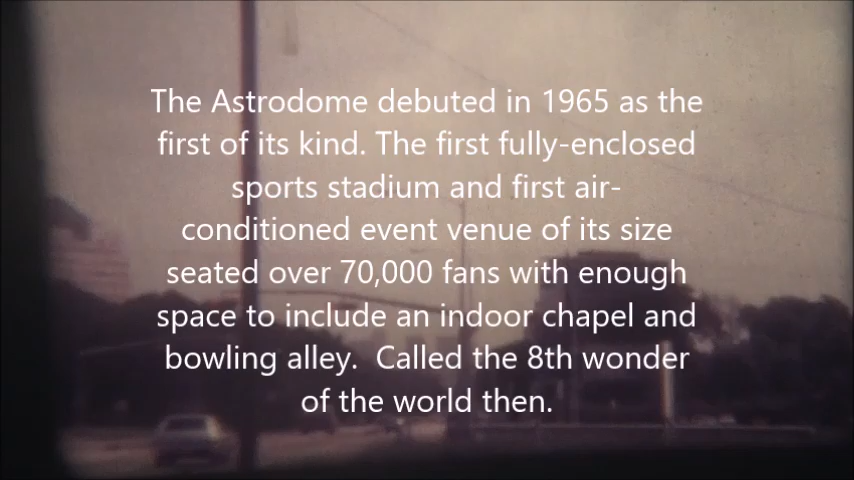 The Astrodome debuted in 1965 as the
first of its kind. The first fully-enclosed
sports stadium and first air-
conditioned event venue of its size
seated over 70,000 fans with enough
space to include an indoor chapel and
bowling alley.  Called the 8th wonder
of the world then.